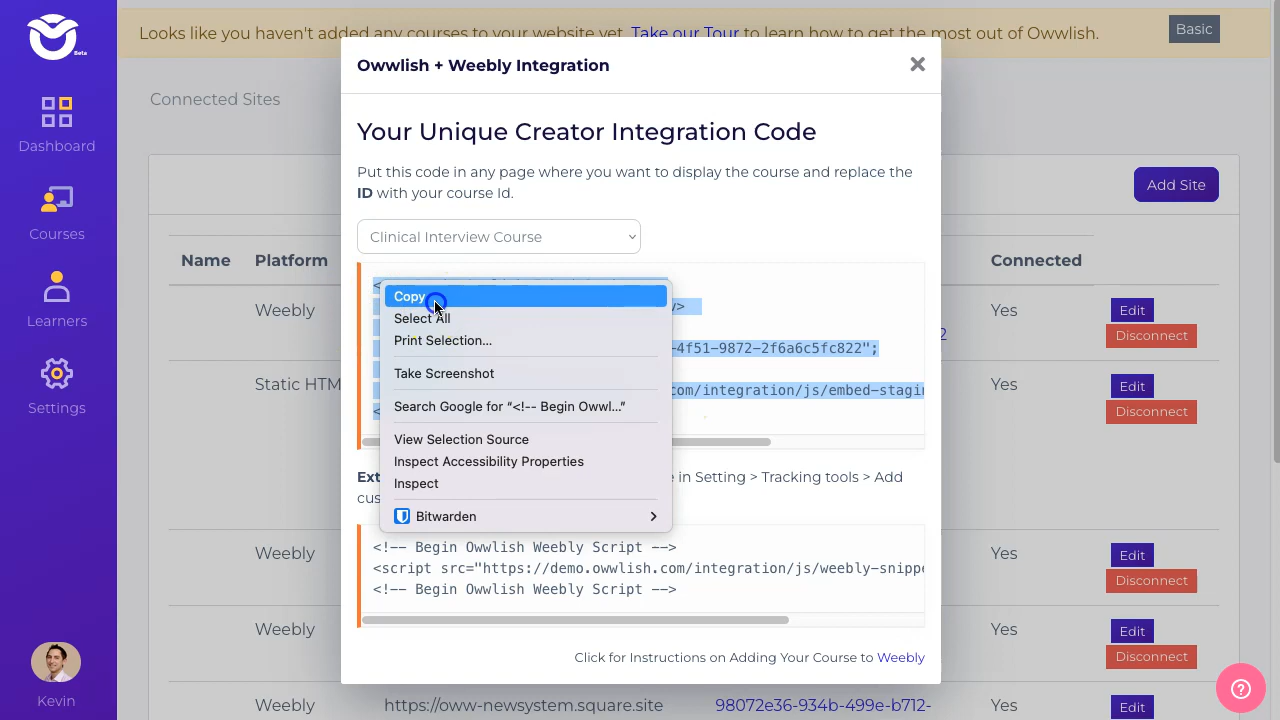 Beta
Dashboard
Courses
Learners
Settings
Kevin
Looks like you haven't added any courses to your website yet. Take our Tour to learn how to get the most out of Owwlish.
Basic
Connected Sites
Add Site
Name
Platform
Connected
Weebly
Yes
Edit
2
Disconnect
Static HTM
Yes
Edit
Disconnect
Weebly
Yes
Edit
Disconnect
Weebly
Yes
Edit
Disconnect
Weebly
https://oww-newsystem.square.site
98072e36-934b-499e-b712-
Yes
Edit
Owwlish + Weebly Integration
Your Unique Creator Integration Code
Put this code in any page where you want to display the course and replace the
ID with your course Id.
Clinical Interview Course
>
-4f51-9872-2f6a6c5fc822";
com/integration/js/embed-stagin
<
Copy
Select All
Print Selection...
Take Screenshot
Search Google for “<!-- Begin Owwl...”
View Selection Source
Inspect Accessibility Properties
Inspect
Bitwarden
Ext
e in Setting > Tracking tools > Add
cus
<!-- Begin Owwlish Weebly Script -->
<script src="https://demo.owwlish.com/integration/js/weebly-snippe
<!-- Begin Owwlish Weebly Script -->
Click for Instructions on Adding Your Course to Weebly